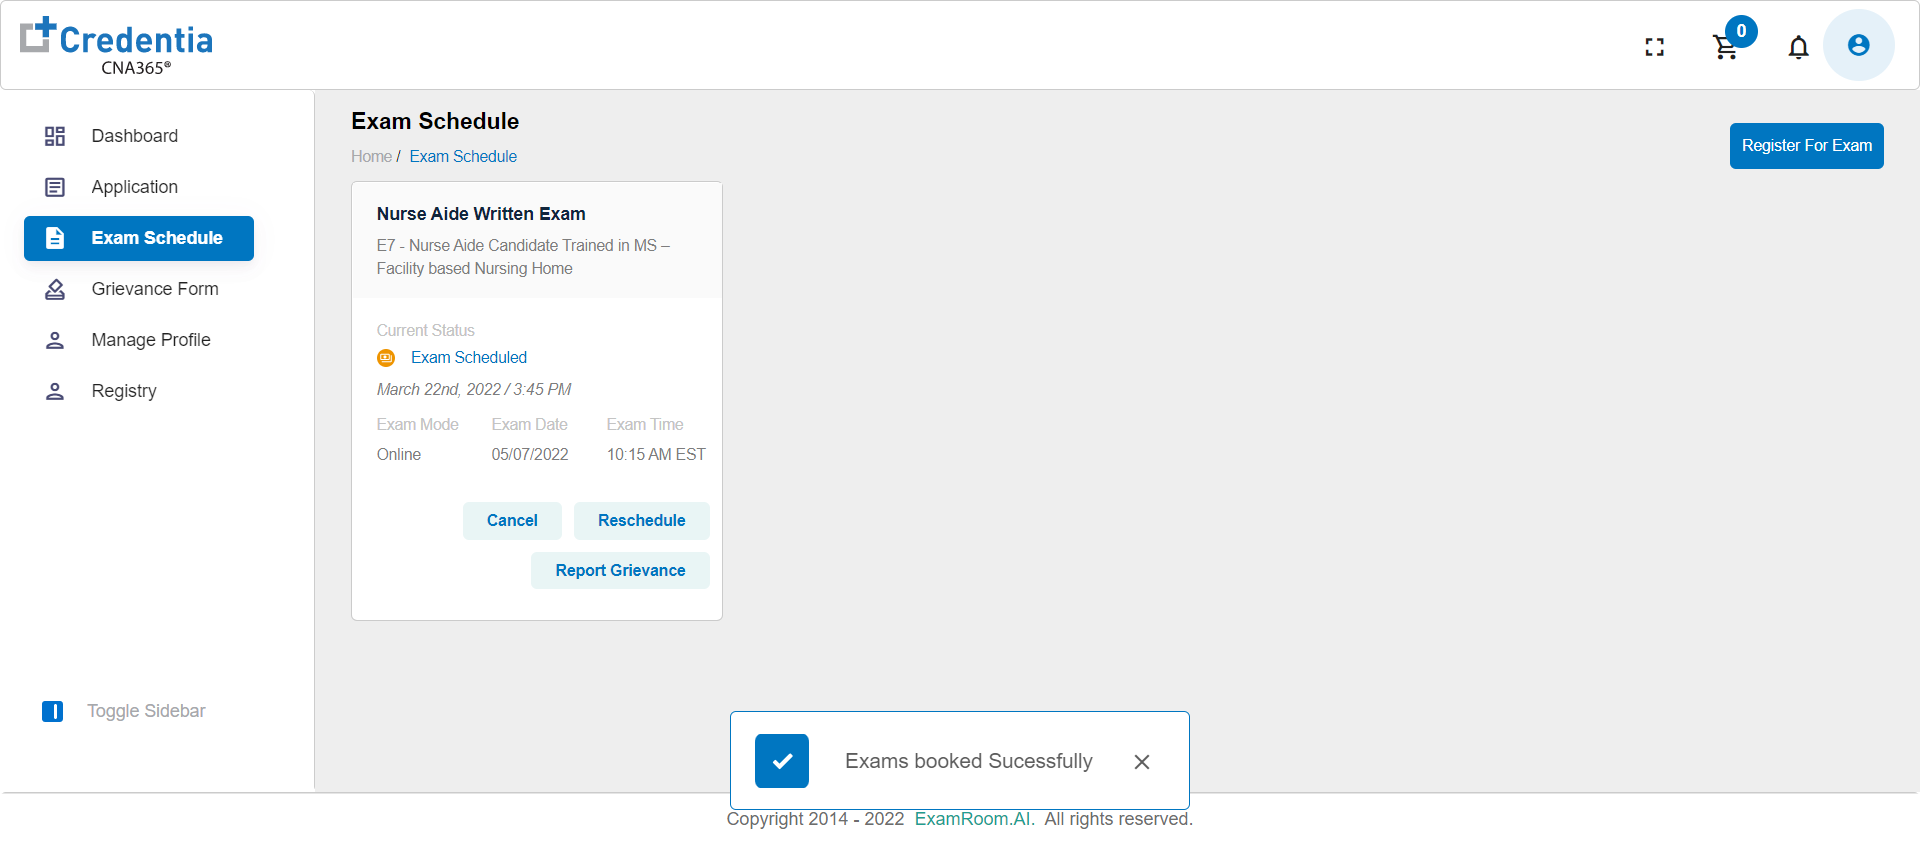 Credentia
CNA365®
0
Dashboard
Application
Exam Schedule
Grievance Form
Manage Profile
Registry
Toggle Sidebar
Exam Schedule
Home / Exam Schedule
Register For Exam
Nurse Aide Written Exam
E7 - Nurse Aide Candidate Trained in MS –
Facility based Nursing Home
Current Status
Exam Scheduled
March 22nd, 2022 / 3:45 PM
Exam Mode Exam Date Exam Time
Online 05/07/2022 10:15 AM EST
Cancel Reschedule
Report Grievance
Exams booked Sucessfully
Copyright 2014 - 2022 ExamRoom.AI. All rights reserved.